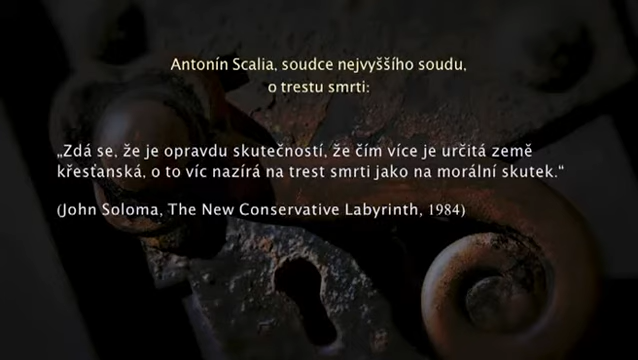 Antonín Scalia, soudce nejvyššího soudu,
o trestu smrti:
„Zdá se, že je opravdu skutečností, že čím více je určitá země
křesťanská, o to víc nazírá na trest smrti jako na morální skutek.“
(John Soloma, The New Conservative Labyrinth, 1984)